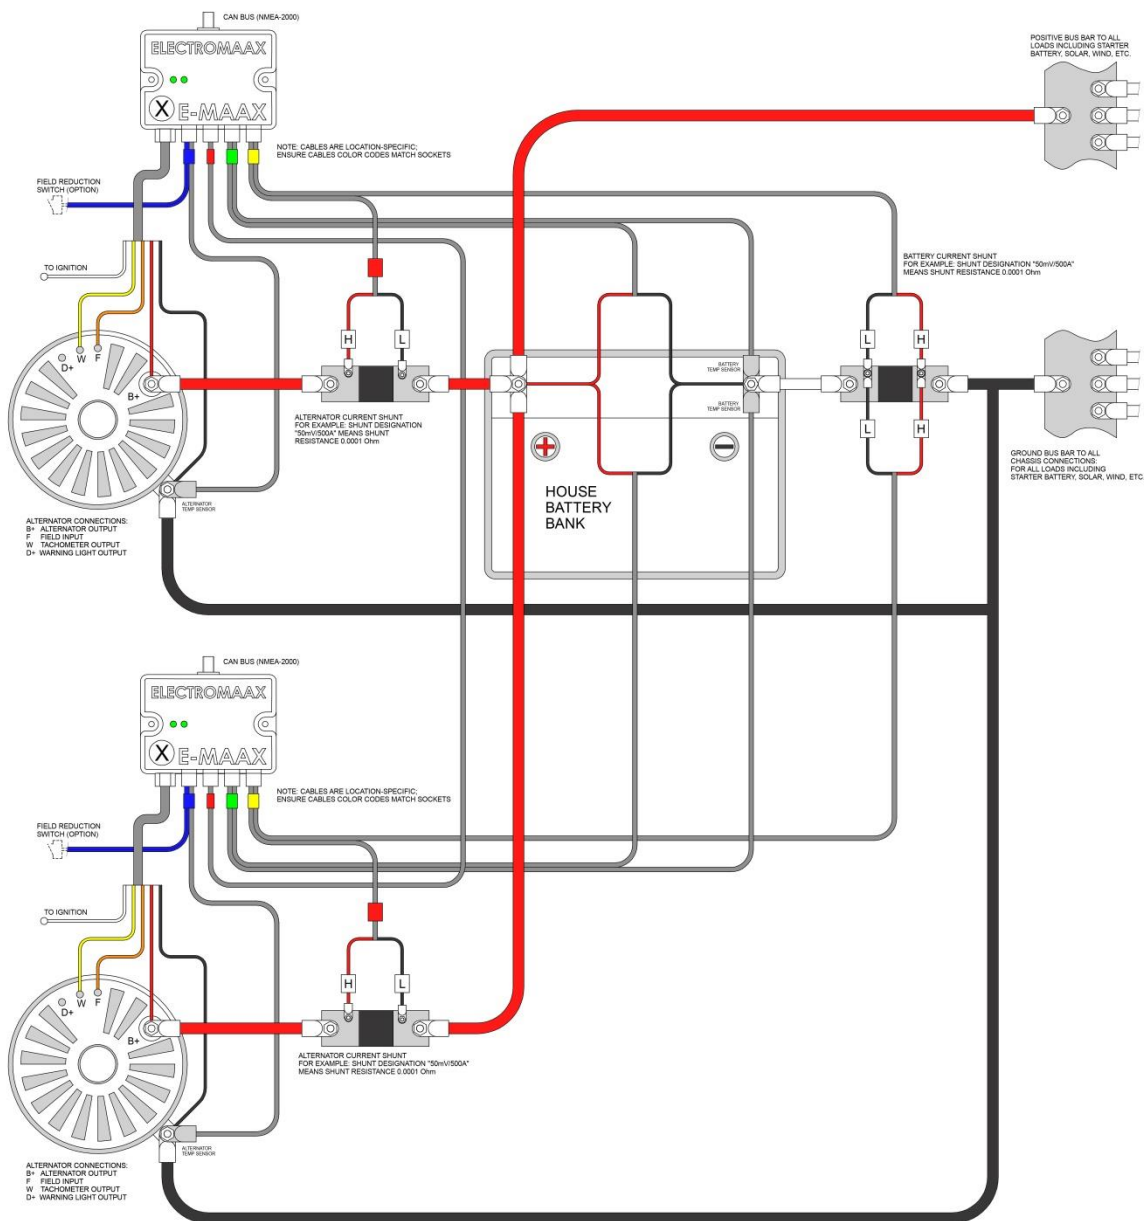 CAN BUS (NMEA-2000)
ELECTROMAAX
X E-MAAX
POSITIVE BUS BAR TO ALL
LOADS INCLUDING STARTER
BATTERY, SOLAR, WIND, ETC.
NOTE: CABLES ARE LOCATION-SPECIFIC;
ENSURE CABLES COLOR CODES MATCH SOCKETS
FIELD REDUCTION
SWITCH (OPTION)
TO IGNITION
BATTERY CURRENT SHUNT
FOR EXAMPLE: SHUNT DESIGNATION "50mV/500A"
MEANS SHUNT RESISTANCE 0.0001 Ohm
H L
L H
W F
D+
B+
BATTERY
TEMP SENSOR
BATTERY
TEMP SENSOR
ALTERNATOR CURRENT SHUNT
FOR EXAMPLE: SHUNT DESIGNATION
"50mV/500A" MEANS SHUNT
RESISTANCE 0.0001 Ohm
L H
HOUSE
BATTERY
BANK
GROUND BUS BAR TO ALL
CHASSIS CONNECTIONS:
FOR ALL LOADS INCLUDING
STARTER BATTERY, SOLAR, WIND, ETC.
ALTERNATOR
TEMP SENSOR
ALTERNATOR CONNECTIONS:
B+ ALTERNATOR OUTPUT
F FIELD INPUT
W TACHOMETER OUTPUT
D+ WARNING LIGHT OUTPUT
CAN BUS (NMEA-2000)
ELECTROMAAX
X E-MAAX
NOTE: CABLES ARE LOCATION-SPECIFIC;
ENSURE CABLES COLOR CODES MATCH SOCKETS
FIELD REDUCTION
SWITCH (OPTION)
TO IGNITION
H L
W F
D+
B+
ALTERNATOR CURRENT SHUNT
FOR EXAMPLE: SHUNT DESIGNATION "50mV/500A"
MEANS SHUNT RESISTANCE 0.0001 Ohm
ALTERNATOR
TEMP SENSOR
ALTERNATOR CONNECTIONS:
B+ ALTERNATOR OUTPUT
F FIELD INPUT
W TACHOMETER OUTPUT
D+ WARNING LIGHT OUTPUT